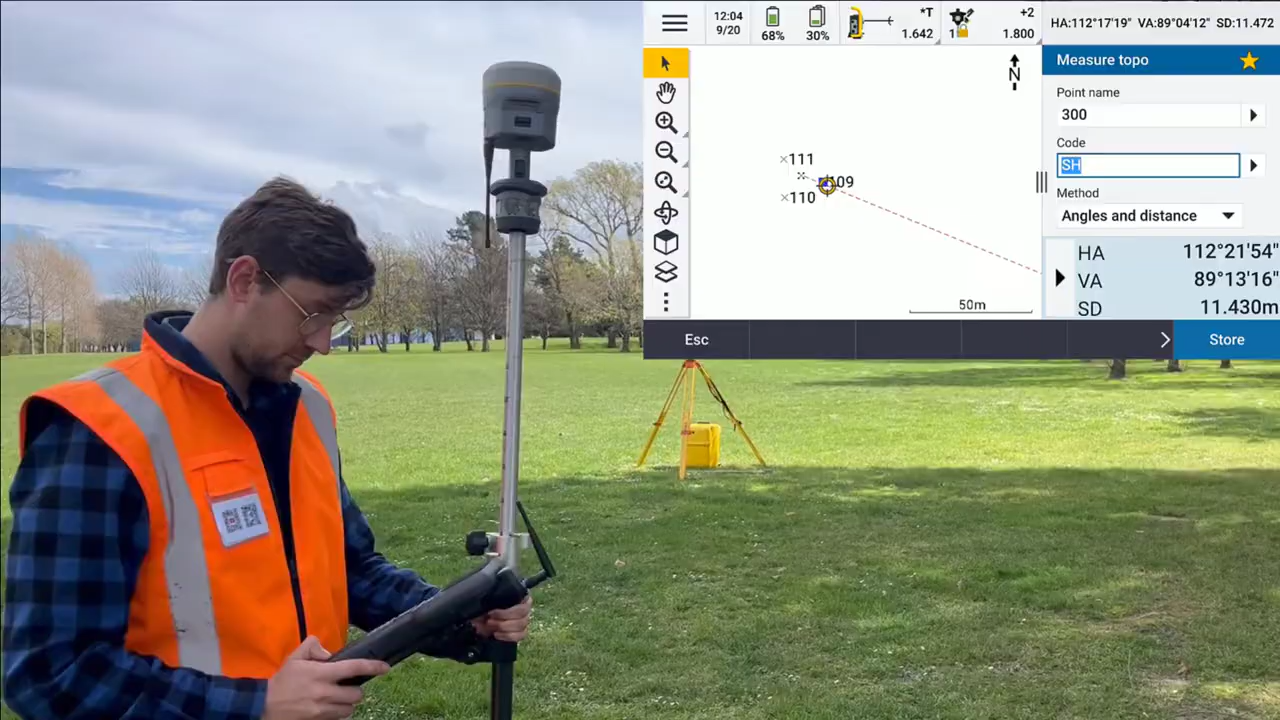 12:04
9/20
68%
30%
*T
1.642
+2
1
1.800
HA:112°17'19" VA:89°04'12" SD:11.472
Measure topo
Point name
300
Code
SH
Method
Angles and distance
HA 112°21'54"
VA 89°13'16"
SD 11.430m
N
×111
109
×110
50m
Esc
Store